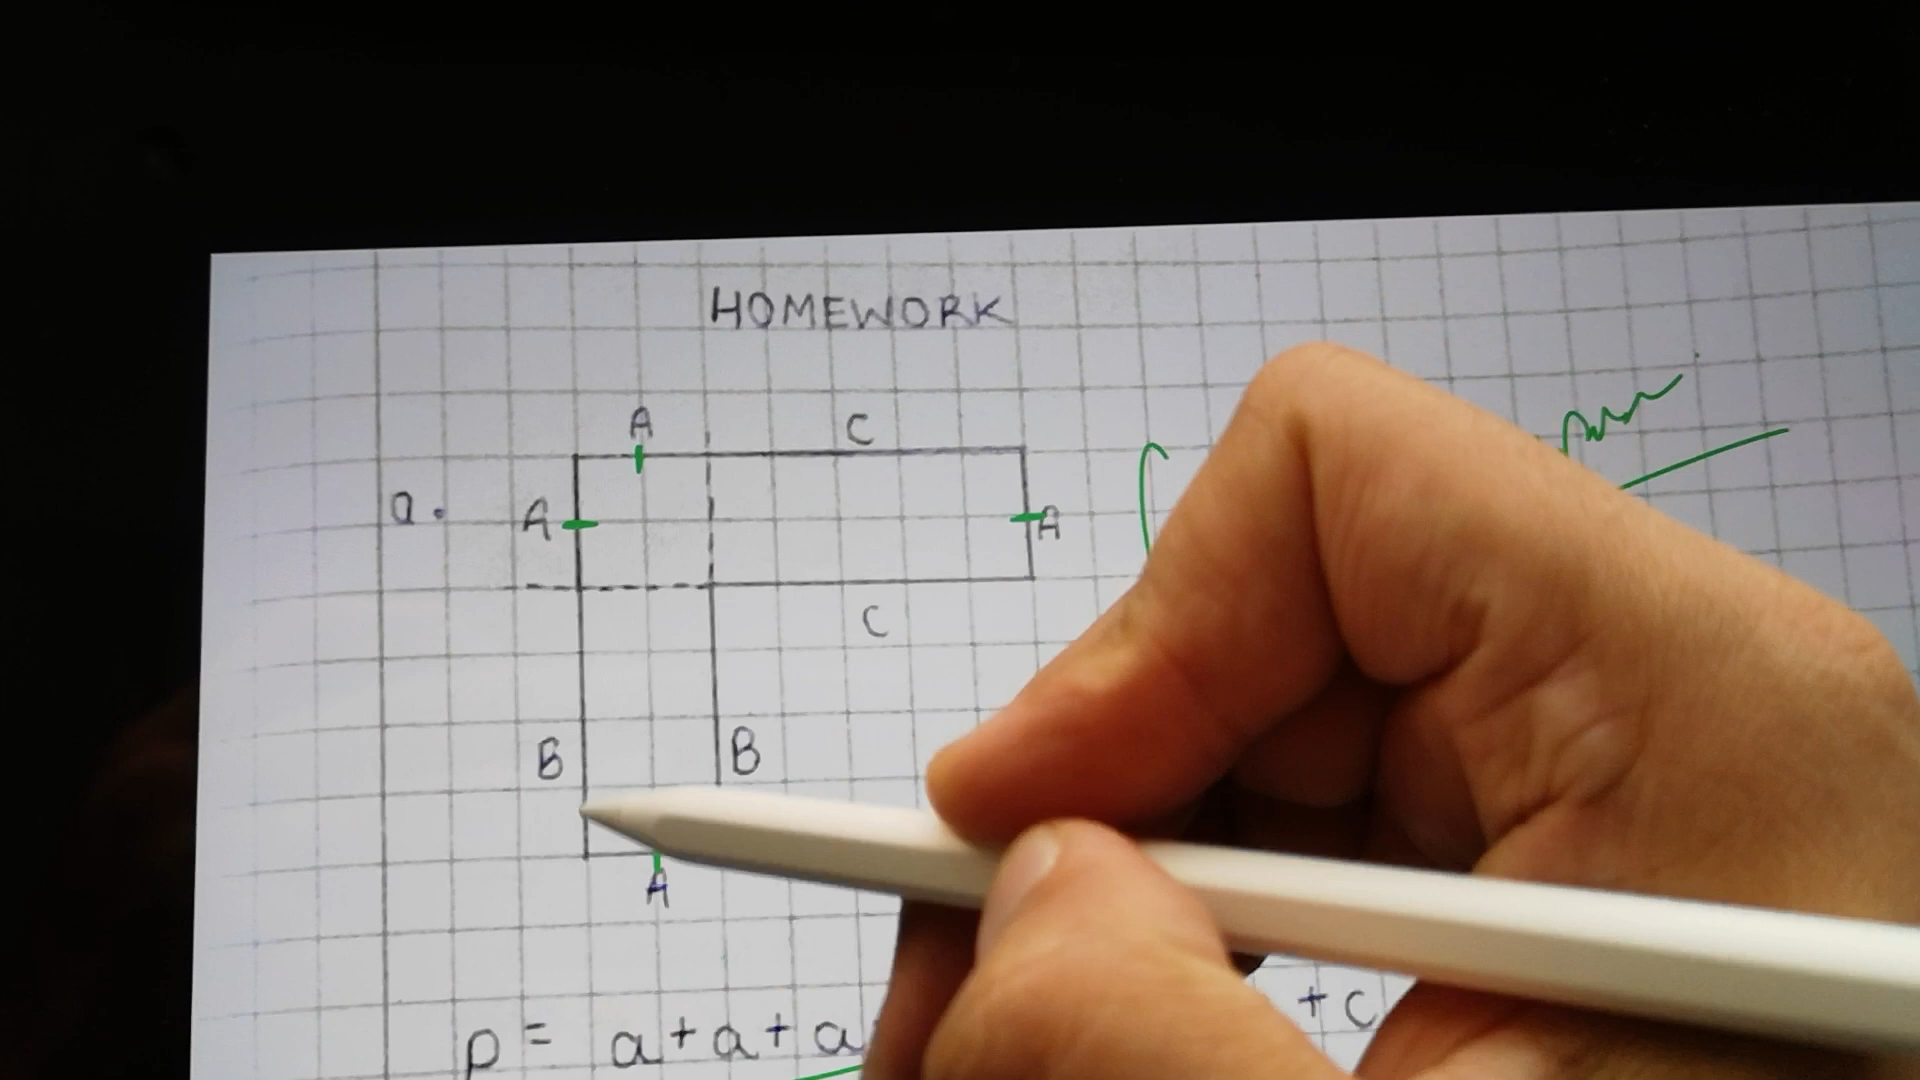 HOMEWORK
A C
a. A A
C
B B
A
p = a + a + a + c